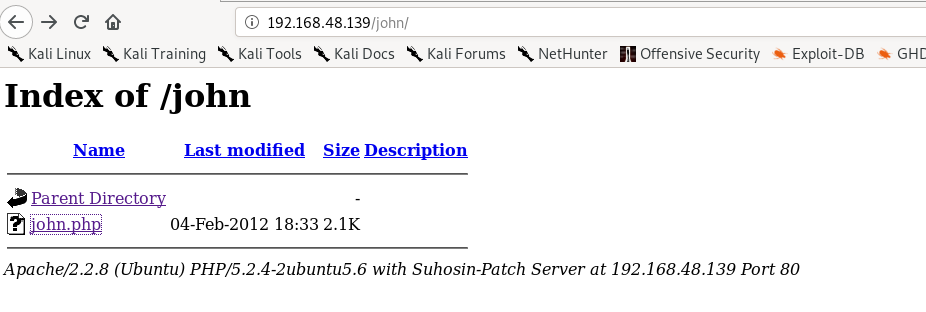 192.168.48.139/john/
Kali Linux Kali Training Kali Tools Kali Docs Kali Forums NetHunter Offensive Security Exploit-DB GHD
Index of /john
Name Last modified Size Description
Parent Directory -
john.php 04-Feb-2012 18:33 2.1K
Apache/2.2.8 (Ubuntu) PHP/5.2.4-2ubuntu5.6 with Suhosin-Patch Server at 192.168.48.139 Port 80